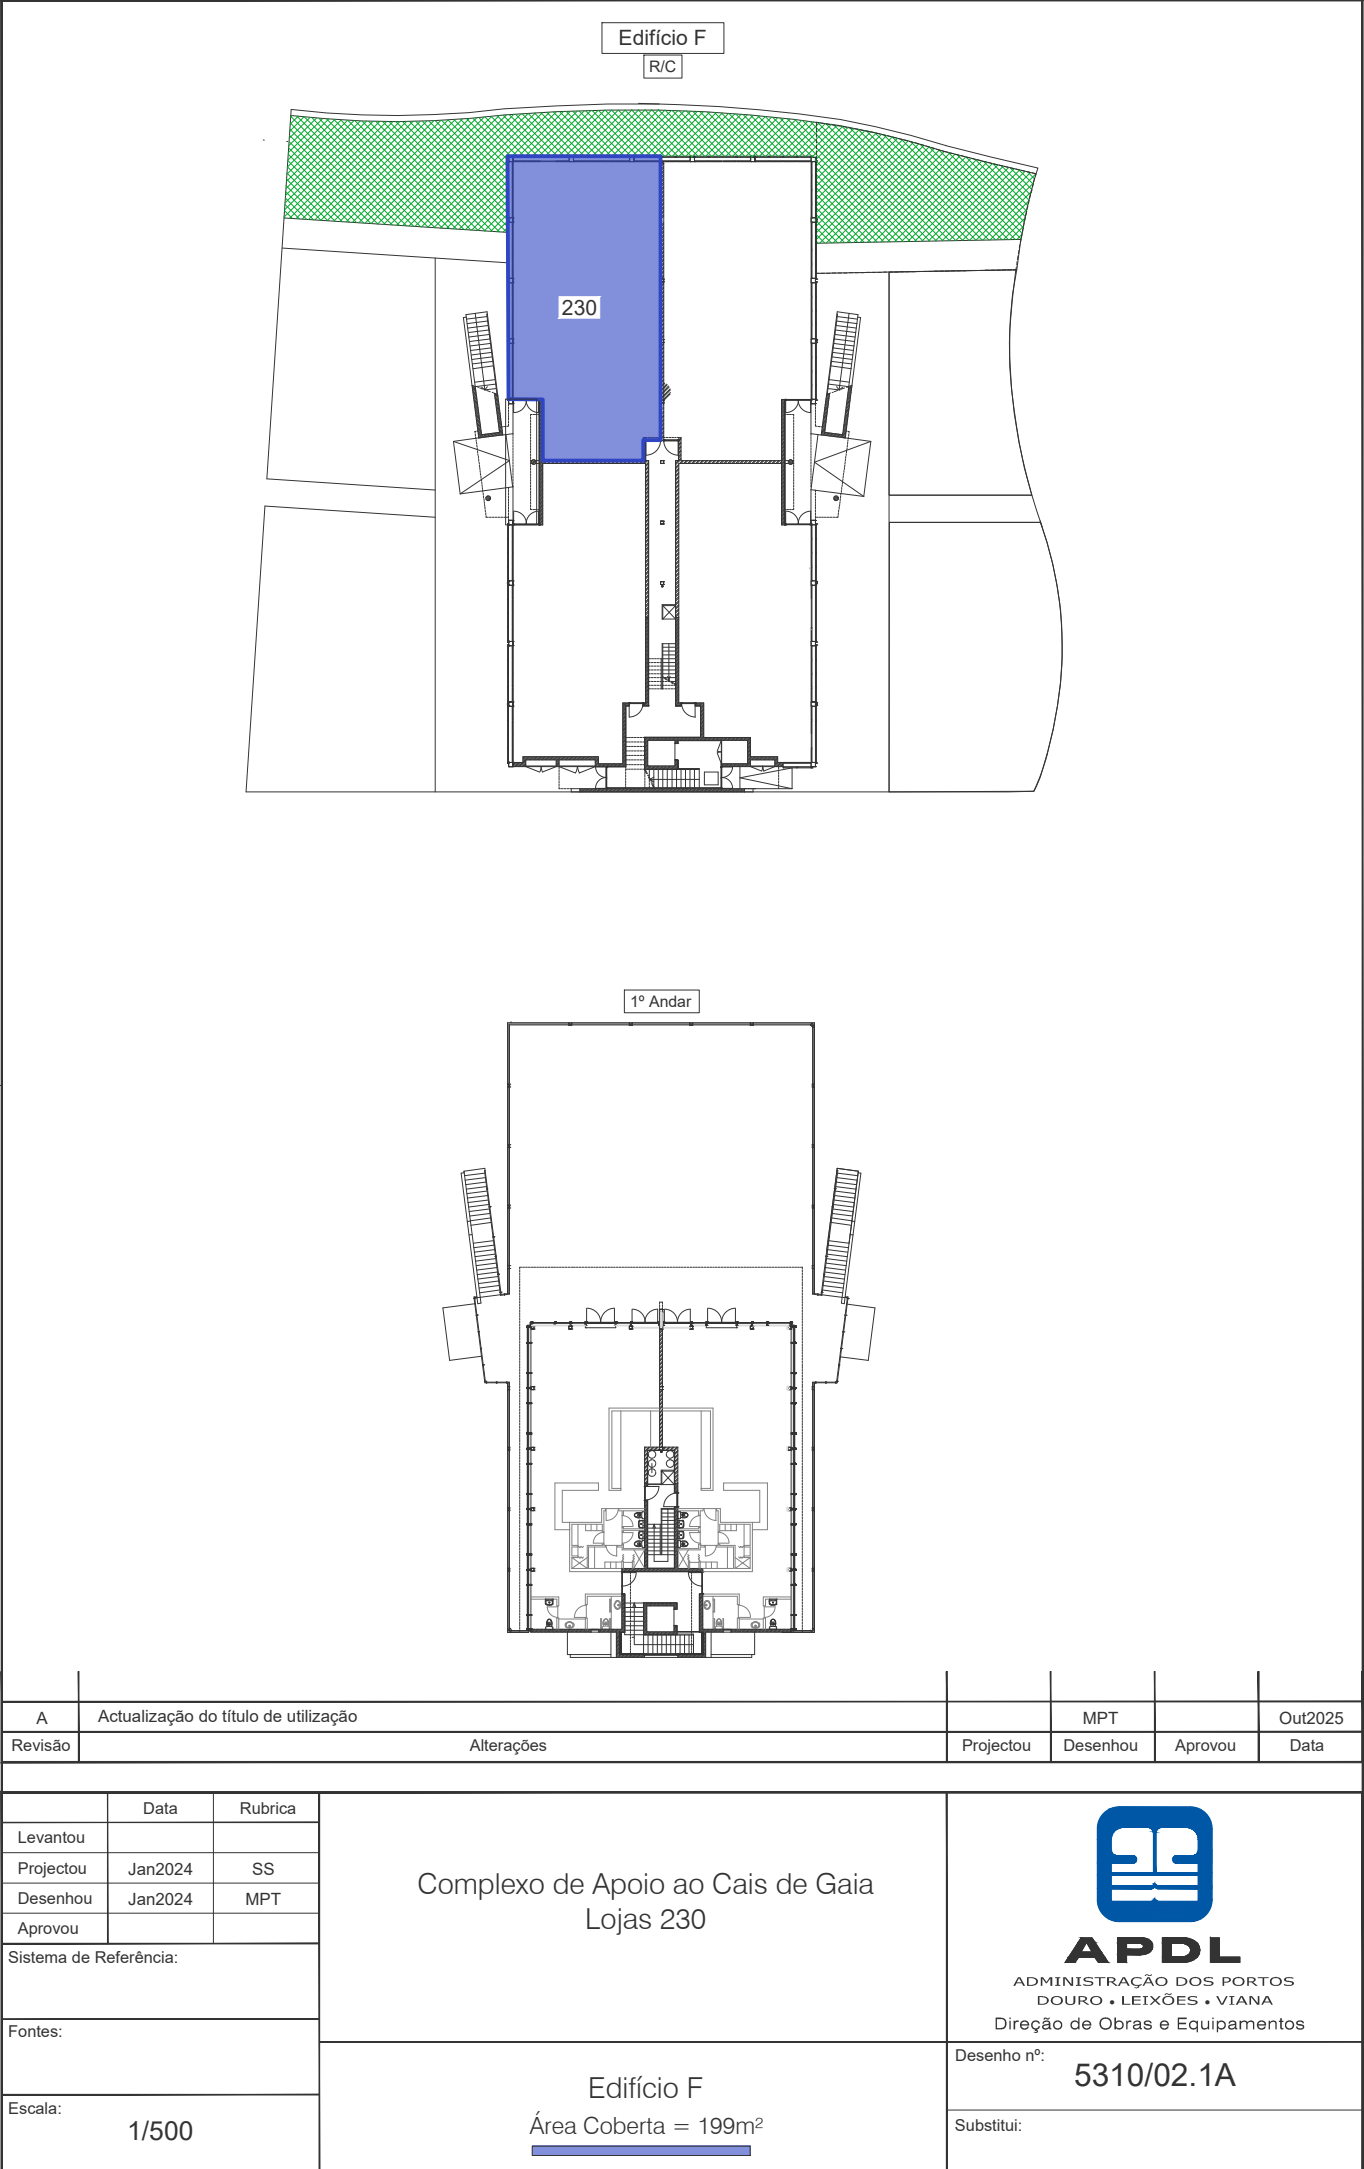 Edifício F
R/C
230
1º Andar
A Actualização do título de utilização MPT Out2025
Revisão Alterações Projectou Desenhou Aprovou Data
Data Rubrica
Levantou
Projectou Jan2024 SS
Desenhou Jan2024 MPT
Aprovou
Sistema de Referência:
Fontes:
Escala:
1/500
Complexo de Apoio ao Cais de Gaia
Lojas 230
Edifício F
Área Coberta = 199m²
APDL
ADMINISTRAÇÃO DOS PORTOS
DOURO • LEIXÕES • VIANA
Direção de Obras e Equipamentos
Desenho nº:
5310/02.1A
Substitui: